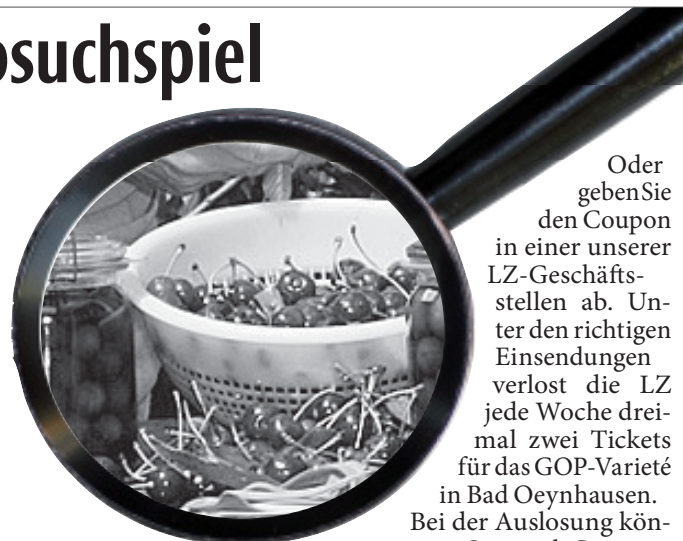 suchspiel
Oder
geben Sie
den Coupon
in einer unserer
LZ-Geschäfts-
stellen ab. Un-
ter den richtigen
Einsendungen
verlost die LZ
jede Woche drei-
mal zwei Tickets
für das GOP-Varieté
in Bad Oeynhausen.
Bei der Auslosung kön-